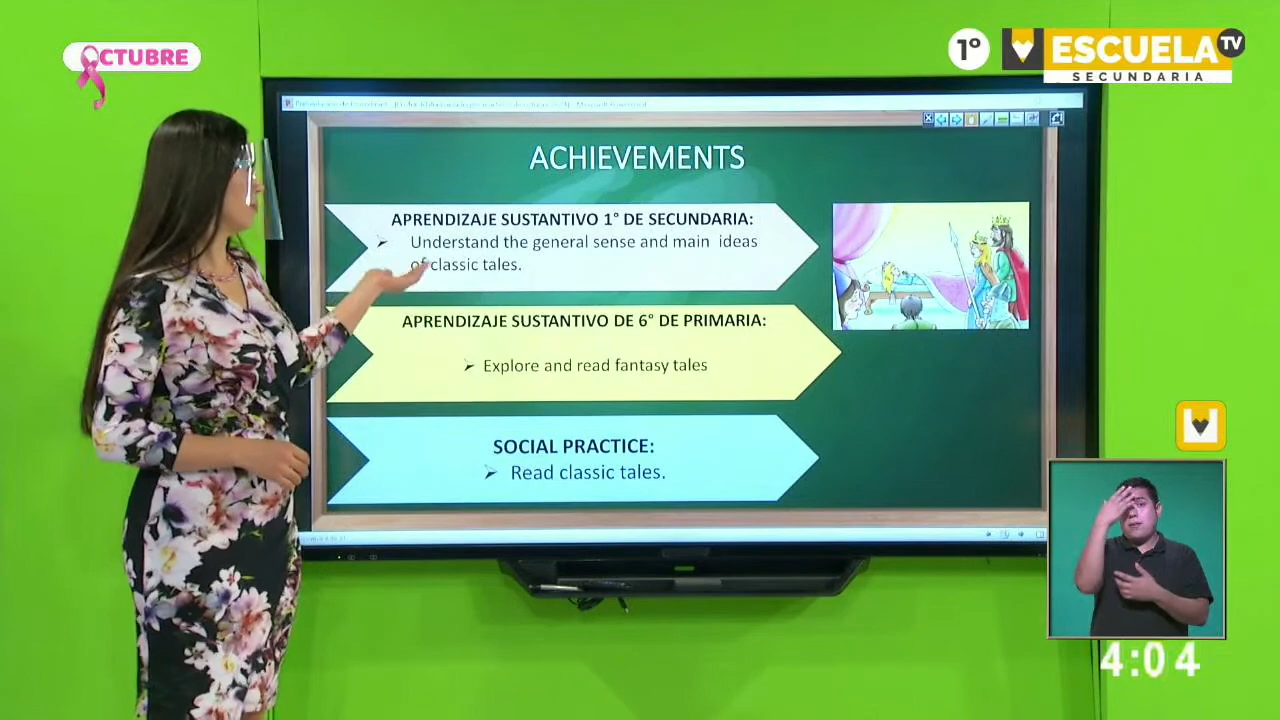 OCTUBRE
1°
ESCUELA TV
SECUNDARIA
ACHIEVEMENTS
APRENDIZAJE SUSTANTIVO 1° DE SECUNDARIA:
➢ Understand the general sense and main ideas
of classic tales.
APRENDIZAJE SUSTANTIVO DE 6° DE PRIMARIA:
➢ Explore and read fantasy tales
SOCIAL PRACTICE:
➢ Read classic tales.
4:04